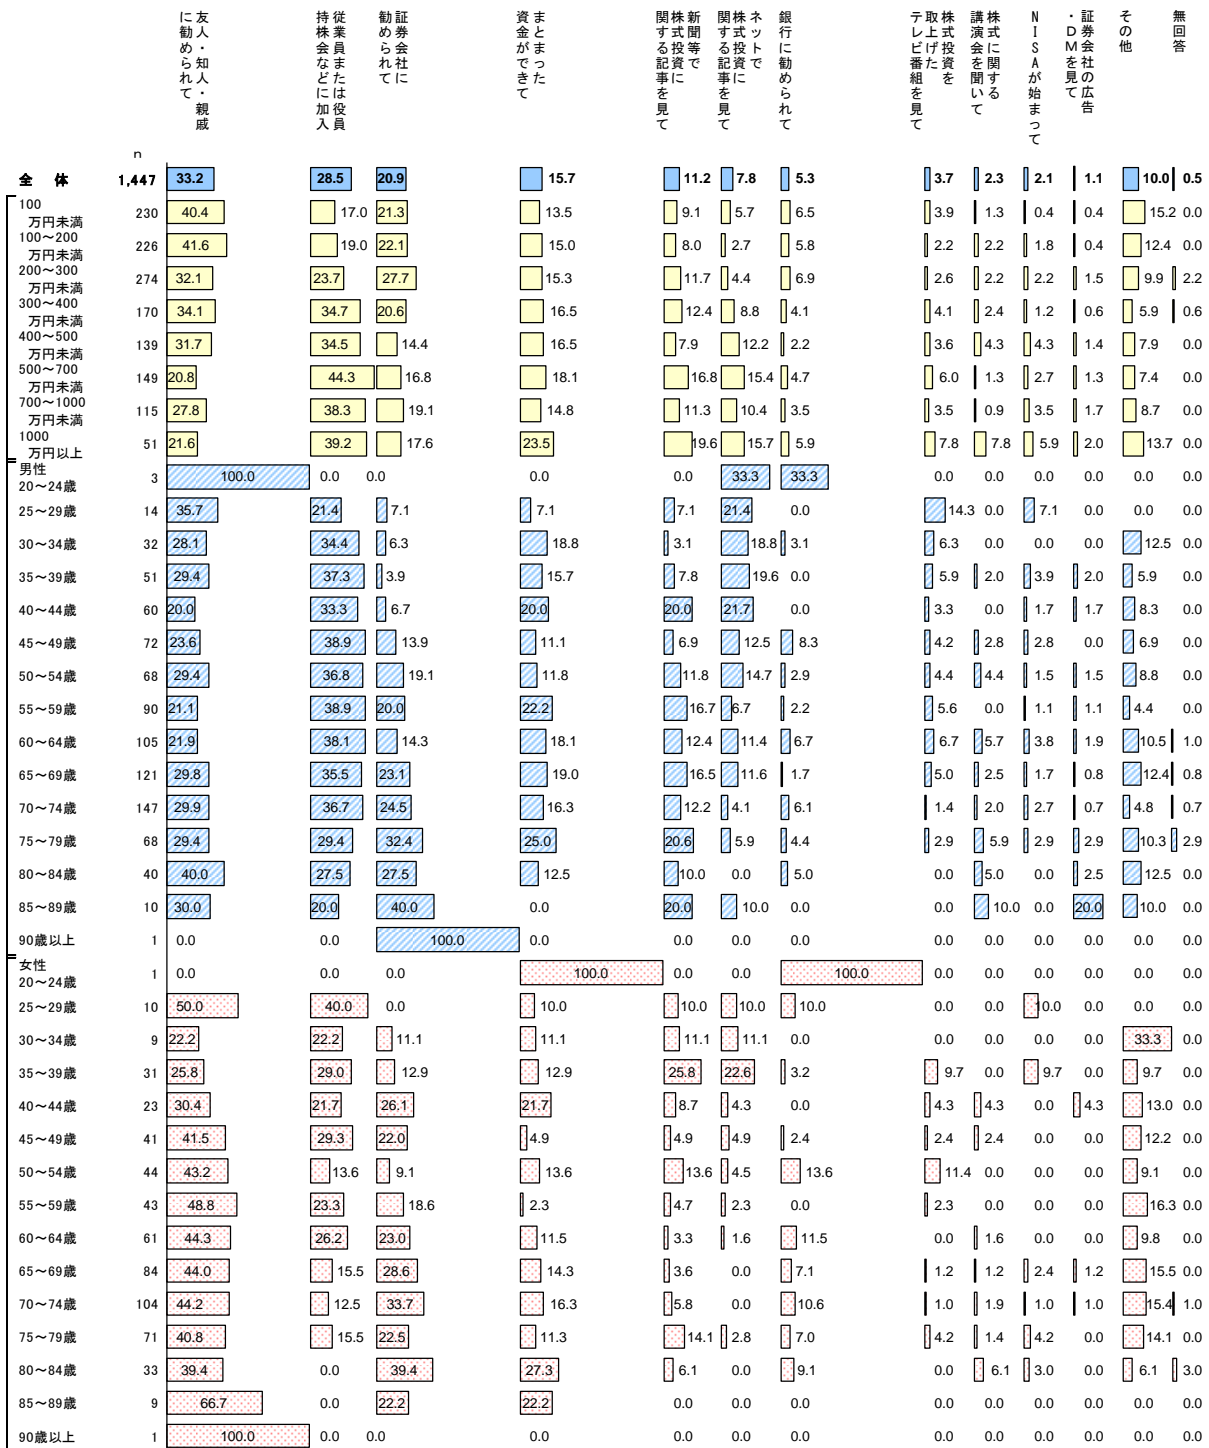 友人・知人・親戚
に勧められて
従業員または役員
持株会などに加入
証券会社に
勧められて
まとまった
資金ができて
新聞等で
株式投資に
関する記事を見て
ネットで
株式投資に
関する記事を見て
銀行に勧められて
株式投資を
取上げた
テレビ番組を見て
株式に関する
講演会を聞いて
NISAが始まって
証券会社の広告
・DMを見て
その他
無回答
n
全 体 1,447 33.2 28.5 20.9 15.7 11.2 7.8 5.3 3.7 2.3 2.1 1.1 10.0 0.5
100
万円未満 230 40.4 17.0 21.3 13.5 9.1 5.7 6.5 3.9 1.3 0.4 0.4 15.2 0.0
100～200
万円未満 226 41.6 19.0 22.1 15.0 8.0 2.7 5.8 2.2 2.2 1.8 0.4 12.4 0.0
200～300
万円未満 274 32.1 23.7 27.7 15.3 11.7 4.4 6.9 2.6 2.2 2.2 1.5 9.9 2.2
300～400
万円未満 170 34.1 34.7 20.6 16.5 12.4 8.8 4.1 4.1 2.4 1.2 0.6 5.9 0.6
400～500
万円未満 139 31.7 34.5 14.4 16.5 7.9 12.2 2.2 3.6 4.3 4.3 1.4 7.9 0.0
500～700
万円未満 149 20.8 44.3 16.8 18.1 16.8 15.4 4.7 6.0 1.3 2.7 1.3 7.4 0.0
700～1000
万円未満 115 27.8 38.3 19.1 14.8 11.3 10.4 3.5 3.5 0.9 3.5 1.7 8.7 0.0
1000
万円以上 51 21.6 39.2 17.6 23.5 19.6 15.7 5.9 7.8 7.8 5.9 2.0 13.7 0.0
男性
20～24歳 3 100.0 0.0 0.0 0.0 0.0 33.3 33.3 0.0 0.0 0.0 0.0 0.0 0.0
25～29歳 14 35.7 21.4 7.1 7.1 7.1 21.4 0.0 14.3 0.0 7.1 0.0 0.0 0.0
30～34歳 32 28.1 34.4 6.3 18.8 3.1 18.8 3.1 6.3 0.0 0.0 0.0 12.5 0.0
35～39歳 51 29.4 37.3 3.9 15.7 7.8 19.6 0.0 5.9 2.0 3.9 2.0 5.9 0.0
40～44歳 60 20.0 33.3 6.7 20.0 20.0 21.7 0.0 3.3 0.0 1.7 1.7 8.3 0.0
45～49歳 72 23.6 38.9 13.9 11.1 6.9 12.5 8.3 4.2 2.8 2.8 0.0 6.9 0.0
50～54歳 68 29.4 36.8 19.1 11.8 11.8 14.7 2.9 4.4 4.4 1.5 1.5 8.8 0.0
55～59歳 90 21.1 38.9 20.0 22.2 16.7 6.7 2.2 5.6 0.0 1.1 1.1 4.4 0.0
60～64歳 105 21.9 38.1 14.3 18.1 12.4 11.4 6.7 6.7 5.7 3.8 1.9 10.5 1.0
65～69歳 121 29.8 35.5 23.1 19.0 16.5 11.6 1.7 5.0 2.5 1.7 0.8 12.4 0.8
70～74歳 147 29.9 36.7 24.5 16.3 12.2 4.1 6.1 1.4 2.0 2.7 0.7 4.8 0.7
75～79歳 68 29.4 29.4 32.4 25.0 20.6 5.9 4.4 2.9 5.9 2.9 2.9 10.3 2.9
80～84歳 40 40.0 27.5 27.5 12.5 10.0 0.0 5.0 0.0 5.0 0.0 2.5 12.5 0.0
85～89歳 10 30.0 20.0 40.0 0.0 20.0 10.0 0.0 0.0 10.0 0.0 20.0 10.0 0.0
90歳以上 1 0.0 0.0 100.0 0.0 0.0 0.0 0.0 0.0 0.0 0.0 0.0 0.0 0.0
女性
20～24歳 1 0.0 0.0 0.0 100.0 0.0 0.0 100.0 0.0 0.0 0.0 0.0 0.0 0.0
25～29歳 10 50.0 40.0 0.0 10.0 10.0 10.0 10.0 0.0 0.0 10.0 0.0 0.0 0.0
30～34歳 9 22.2 22.2 11.1 11.1 11.1 11.1 0.0 0.0 0.0 0.0 0.0 33.3 0.0
35～39歳 31 25.8 29.0 12.9 12.9 25.8 22.6 3.2 9.7 0.0 9.7 0.0 9.7 0.0
40～44歳 23 30.4 21.7 26.1 21.7 8.7 4.3 0.0 4.3 4.3 0.0 4.3 13.0 0.0
45～49歳 41 41.5 29.3 22.0 4.9 4.9 4.9 2.4 2.4 2.4 0.0 0.0 12.2 0.0
50～54歳 44 43.2 13.6 9.1 13.6 13.6 4.5 13.6 11.4 0.0 0.0 0.0 9.1 0.0
55～59歳 43 48.8 23.3 18.6 2.3 4.7 2.3 0.0 2.3 0.0 0.0 0.0 16.3 0.0
60～64歳 61 44.3 26.2 23.0 11.5 3.3 1.6 11.5 0.0 1.6 0.0 0.0 9.8 0.0
65～69歳 84 44.0 15.5 28.6 14.3 3.6 0.0 7.1 1.2 1.2 2.4 1.2 15.5 0.0
70～74歳 104 44.2 12.5 33.7 16.3 5.8 0.0 10.6 1.0 1.9 1.0 1.0 15.4 1.0
75～79歳 71 40.8 15.5 22.5 11.3 14.1 2.8 7.0 4.2 1.4 4.2 0.0 14.1 0.0
80～84歳 33 39.4 0.0 39.4 27.3 6.1 0.0 9.1 0.0 6.1 3.0 0.0 6.1 3.0
85～89歳 9 66.7 0.0 22.2 22.2 0.0 0.0 0.0 0.0 0.0 0.0 0.0 0.0 0.0
90歳以上 1 100.0 0.0 0.0 0.0 0.0 0.0 0.0 0.0 0.0 0.0 0.0 0.0 0.0